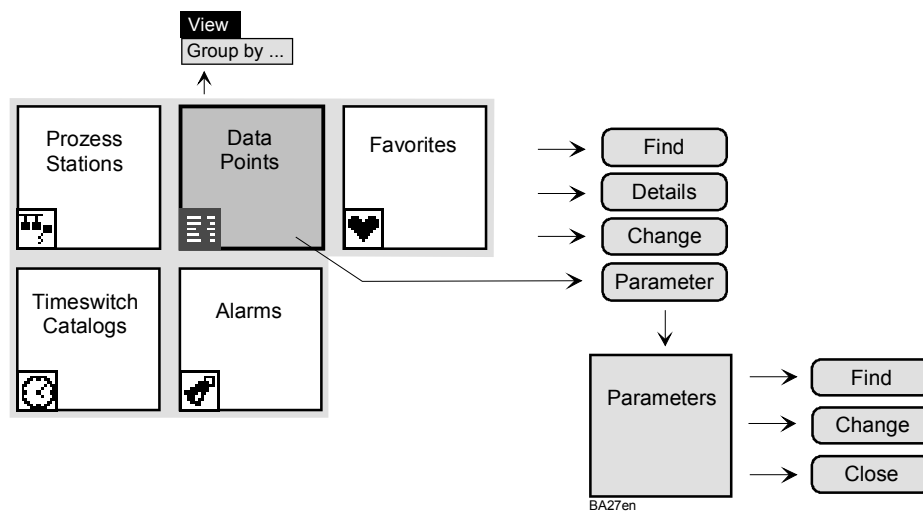 View
Group by ...
Prozess
Stations
Data
Points
Favorites
Find
Details
Change
Parameter
Timeswitch
Catalogs
Alarms
Parameters
Find
Change
Close
BA27en